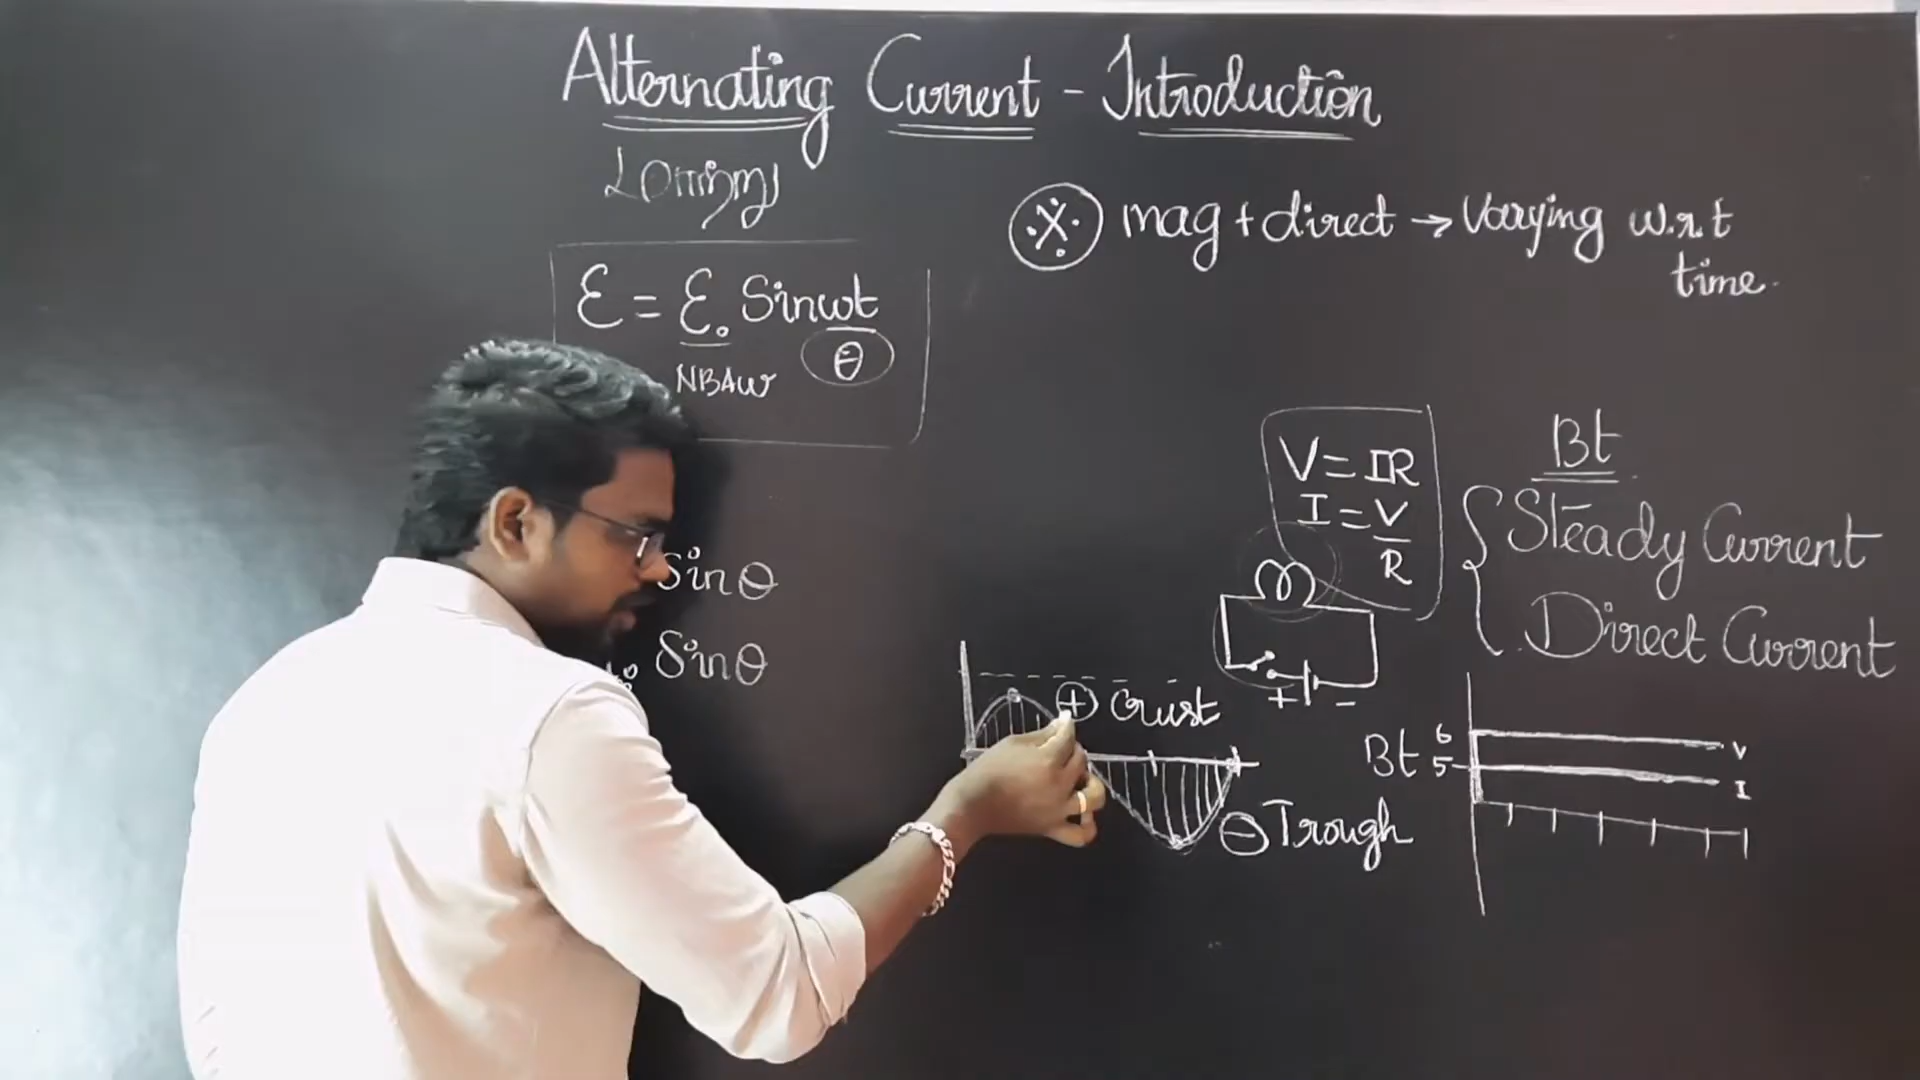 Alternating Current - Introduction
மாறும்
mag + direct → Varying w.r.t
time.
Ɛ = Ɛ₀ Sinωt
θ
NBAω
V = IR
I = V/R
Bt
Steady Current
Direct Current
Sinθ
Sinθ
+ Crust
- Trough
+ -
Bt
6 V
5 I